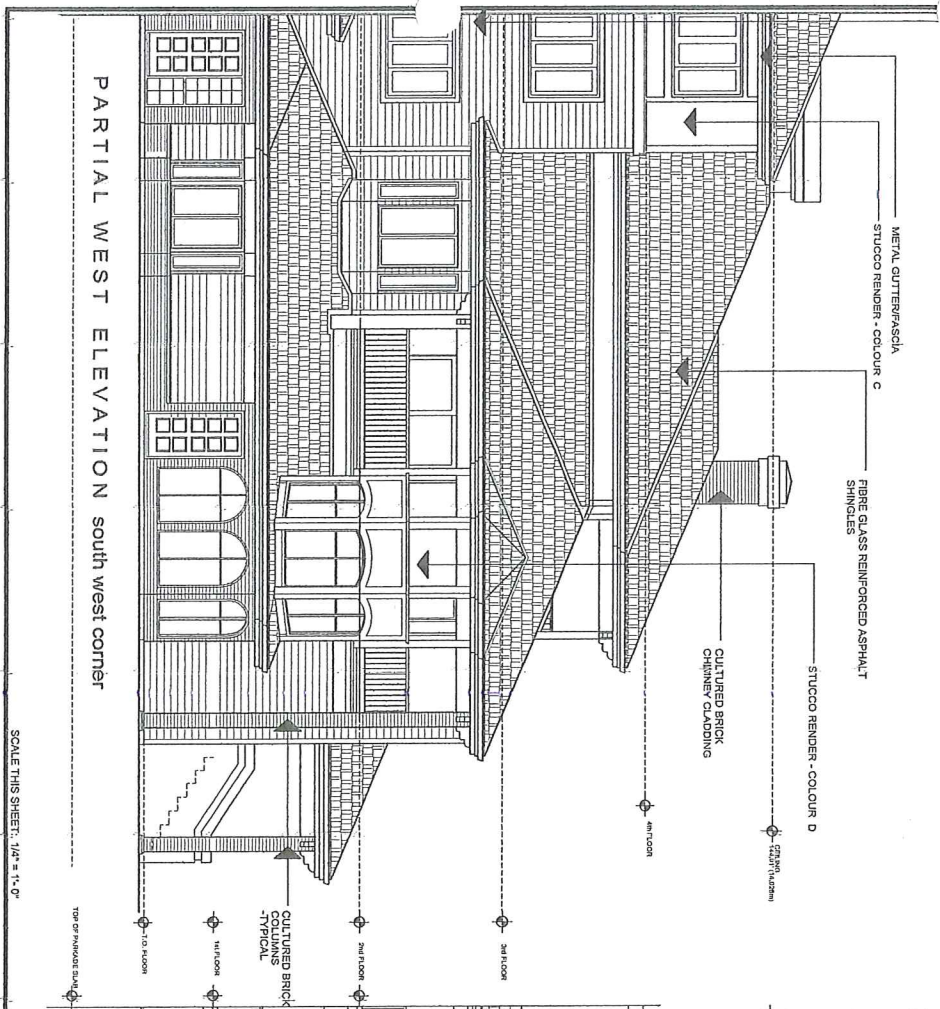 METAL GUTTER/FASCIA
STUCCO RENDER - COLOUR C
FIBRE GLASS REINFORCED ASPHALT
SHINGLES
STUCCO RENDER - COLOUR D
CULTURED BRICK
CHIMNEY CLADDING
CEILING
4th FLOOR
3rd FLOOR
2nd FLOOR
1st FLOOR
T.O. FLOOR
TOP OF PARKADE SLAB
CULTURED BRICK
COLUMNS
-TYPICAL
PARTIAL WEST ELEVATION south west corner
SCALE THIS SHEET: 1/4" = 1'- 0"